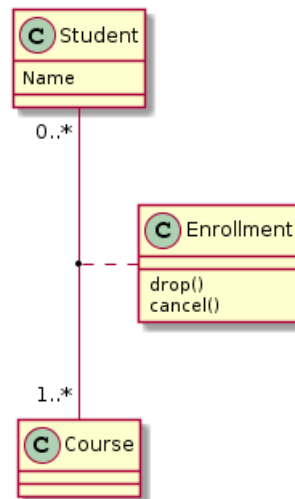 C Student
Name
0..*
C Enrollment
drop()
cancel()
1..*
C Course